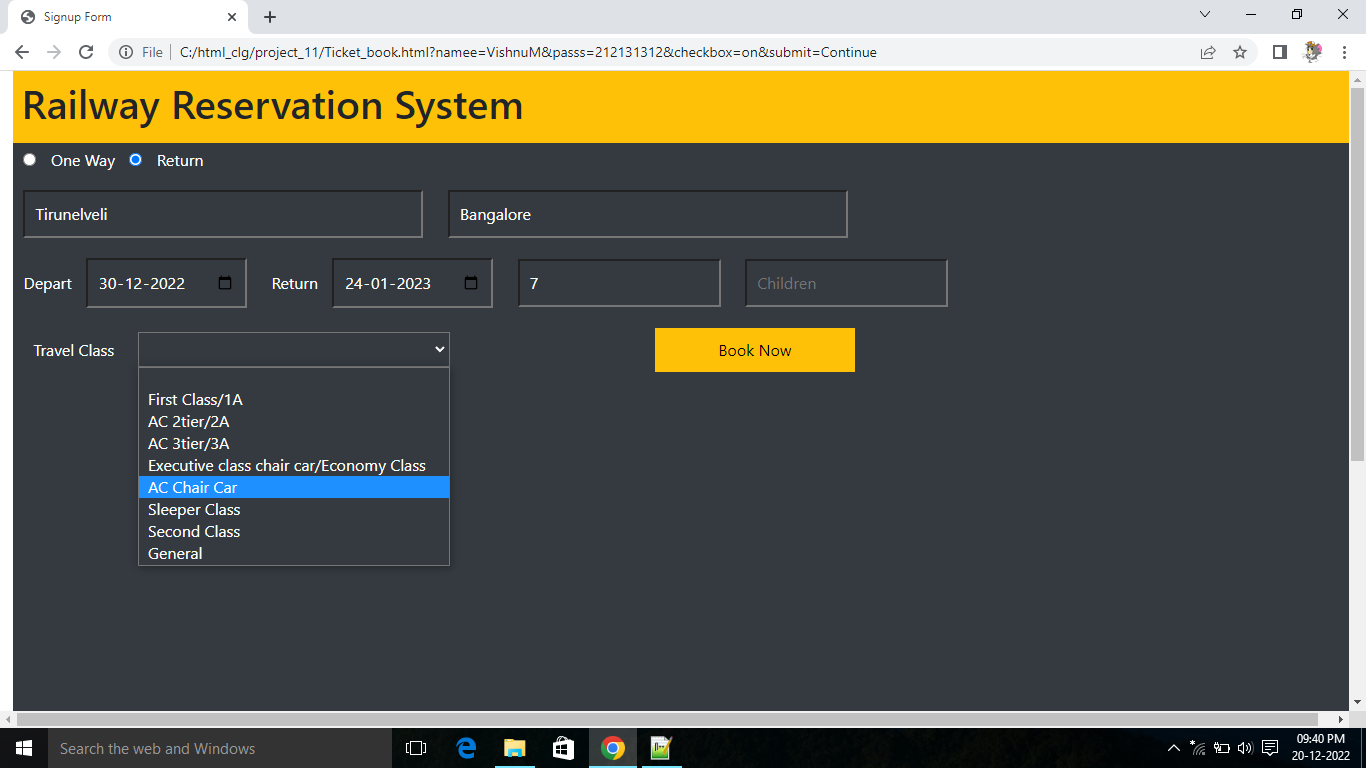 Signup Form
File | C:/html_clg/project_11/Ticket_book.html?namee=VishnuM&passs=212131312&checkbox=on&submit=Continue
Railway Reservation System
One Way Return
Tirunelveli Bangalore
Depart 30-12-2022 Return 24-01-2023 7 Children
Travel Class Book Now
First Class/1A
AC 2tier/2A
AC 3tier/3A
Executive class chair car/Economy Class
AC Chair Car
Sleeper Class
Second Class
General
Search the web and Windows
09:40 PM
20-12-2022